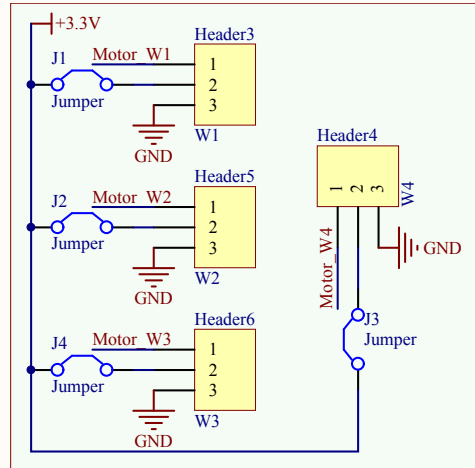 +3.3V
Header3
J1
Motor_W1
1
2
3
Jumper
GND
W1
Header4
1
2
3
W4
Motor_W4
GND
J3
Jumper
Header5
J2
Motor_W2
1
2
3
Jumper
GND
W2
Header6
J4
Motor_W3
1
2
3
Jumper
GND
W3